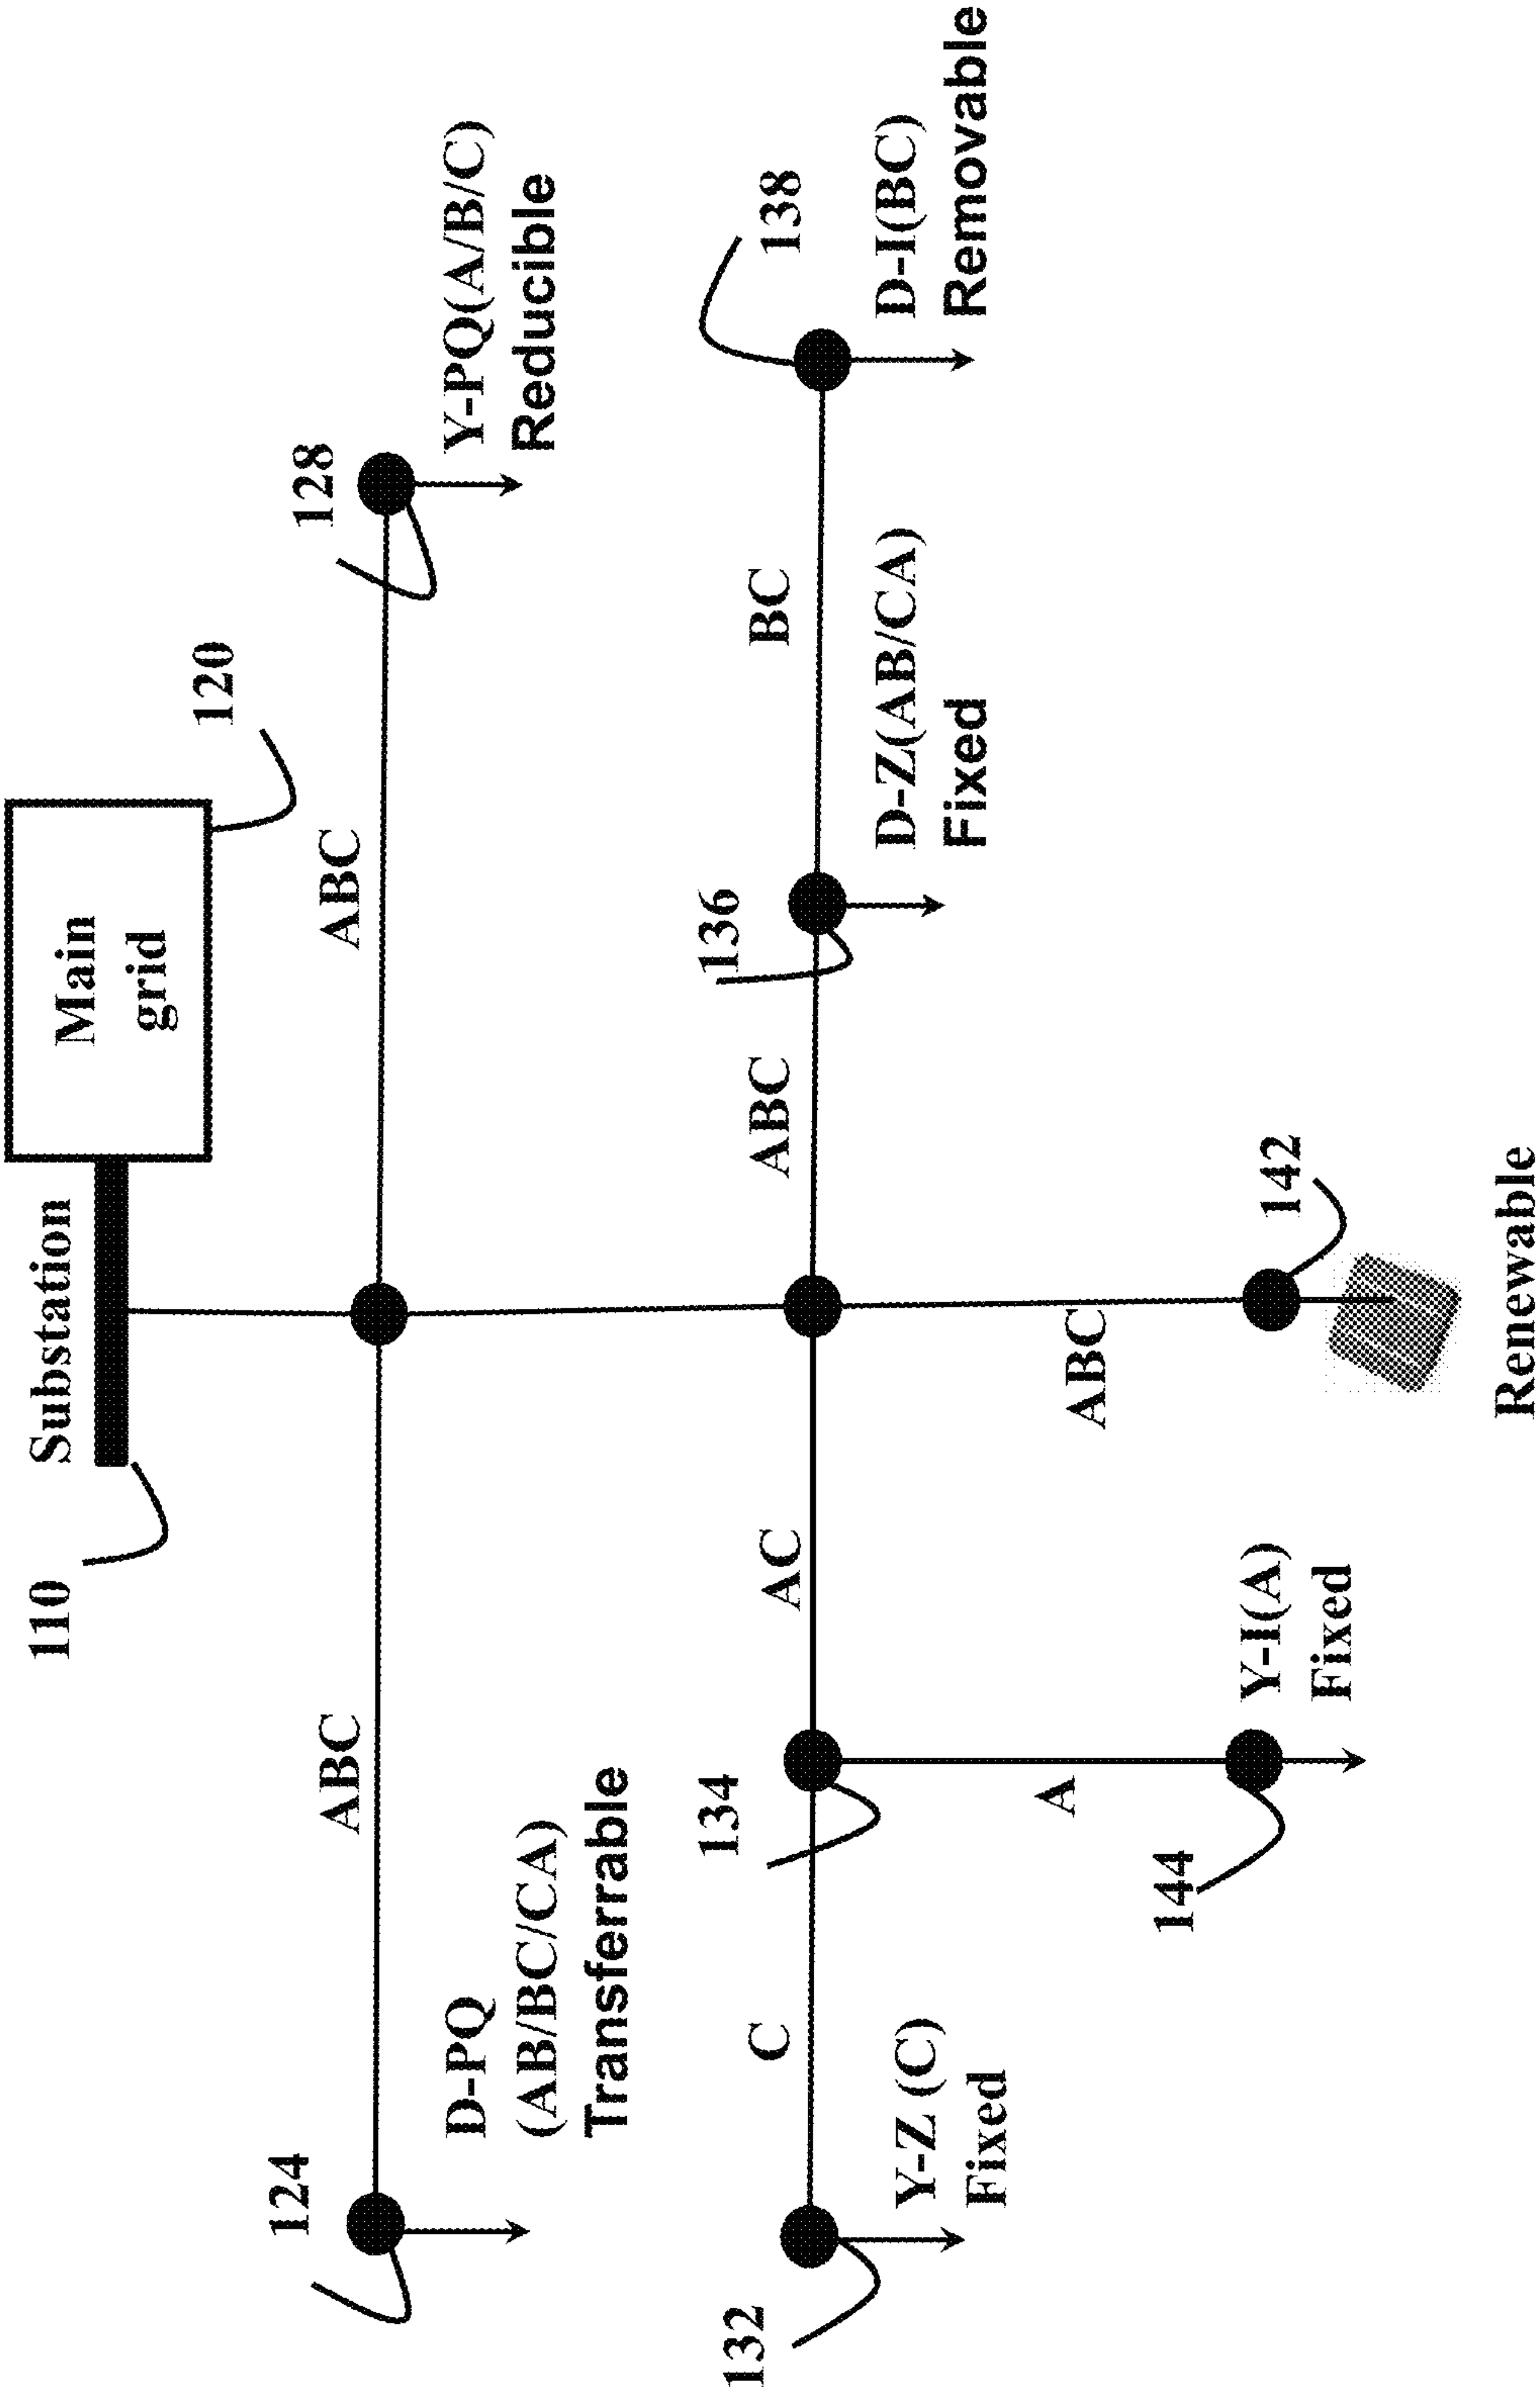 110
Substation
Main
grid
120
124
ABC
ABC
128
D-PQ
(AB/BC/CA)
Transferrable
Y-PQ(A/B/C)
Reducible
132
C
134
AC
ABC
136
BC
138
Y-Z (C)
Fixed
D-Z(AB/CA)
Fixed
D-I(BC)
Removable
A
ABC
144
Y-I(A)
Fixed
142
Renewable